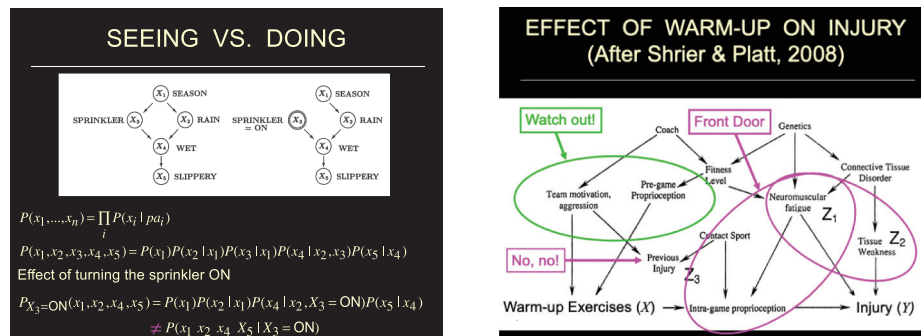 SEEING VS. DOING
X₁ SEASON
SPRINKLER X₃ X₂ RAIN
X₄ WET
X₅ SLIPPERY
X₁ SEASON
SPRINKLER = ON X₃ X₂ RAIN
X₄ WET
X₅ SLIPPERY
P(x₁,...,xₙ) = ∏ᵢ P(xᵢ | paᵢ)
P(x₁,x₂,x₃,x₄,x₅) = P(x₁)P(x₂ | x₁)P(x₃ | x₁)P(x₄ | x₂,x₃)P(x₅ | x₄)
Effect of turning the sprinkler ON
P_{X₃=ON}(x₁,x₂,x₄,x₅) = P(x₁)P(x₂ | x₁)P(x₄ | x₂,X₃ = ON)P(x₅ | x₄)
≠ P(x₁ x₂ x₄ X₅ | X₃ = ON)
EFFECT OF WARM-UP ON INJURY
(After Shrier & Platt, 2008)
Watch out!
Front Door
Coach
Genetics
Fitness
Level
Connective Tissue
Disorder
Team motivation,
aggression
Pre-game
Proprioception
Neuromuscular
fatigue
Z₁
Contact Sport
Tissue
Weakness
Z₂
No, no!
Previous
Injury
Z₃
Warm-up Exercises (X)
Intra-game proprioception
Injury (Y)